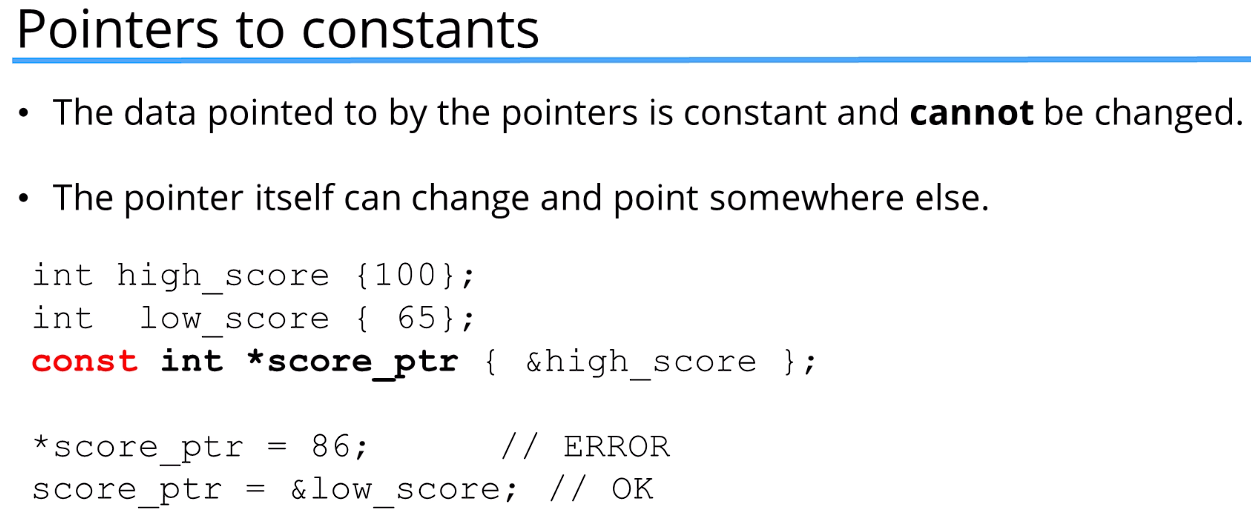 Pointers to constants
• The data pointed to by the pointers is constant and cannot be changed.
• The pointer itself can change and point somewhere else.
int high_score {100};
int  low_score { 65};
const int *score_ptr { &high_score };
*score_ptr = 86;      // ERROR
score_ptr = &low_score; // OK